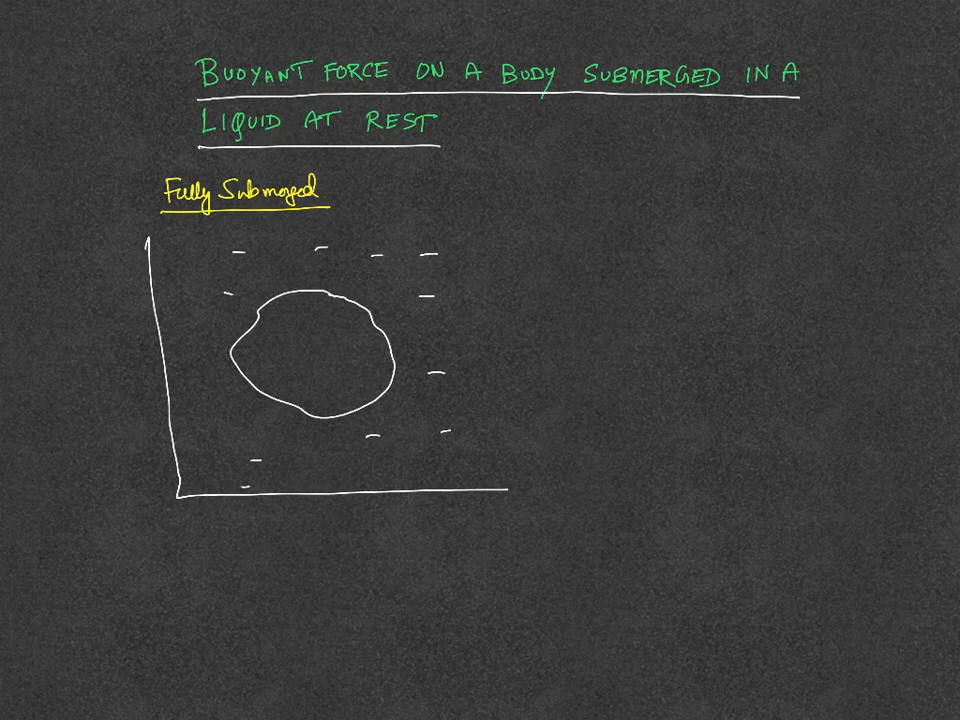 BUOYANT FORCE ON A BODY SUBMERGED IN A
LIQUID AT REST
Fully Submerged